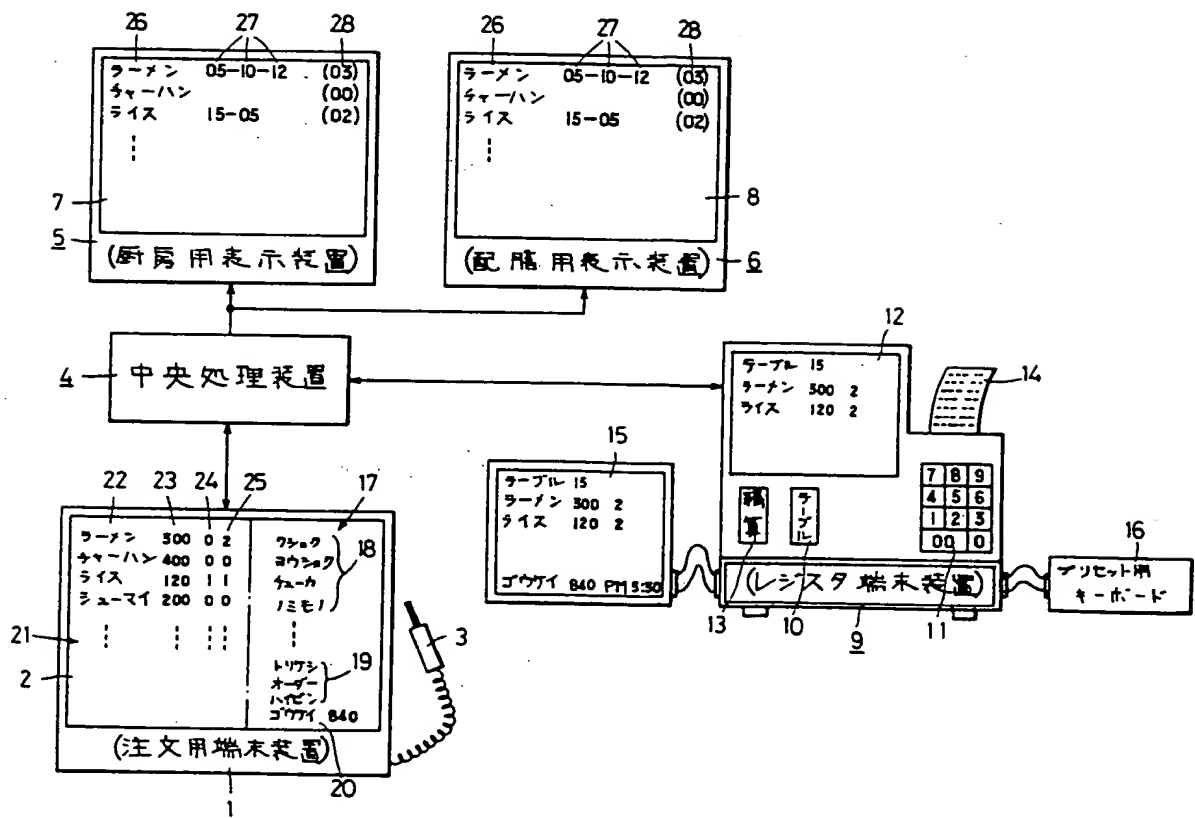 26 27 28
ラーメン 05-10-12 (03)
チャーハン (00)
ライス 15-05 (02)
7
5
(厨房用表示装置)
26 27 28
ラーメン 05-10-12 (03)
チャーハン (00)
ライス 15-05 (02)
8
(配膳用表示装置)
6
4
中央処理装置
12
テーブル 15
ラーメン 300 2
ライス 120 2
14
積算
テーブル
7 8 9
4 5 6
1 2 3
00 0
(レジスタ端末装置)
13 10 9 11
15
テーブル 15
ラーメン 300 2
ライス 120 2
ゴウケイ 840 PM 5:30
16
プリセット用
キーボード
22 23 24 25
17
ラーメン 300 0 2
チャーハン 400 0 0
ライス 120 1 1
シューマイ 200 0 0
21
2
ワショク
ヨウショク
チューカ
ノミモノ
18
トリケシ
オーダー
ハイビン
19
ゴウケイ 840
20
3
(注文用端末装置)
1